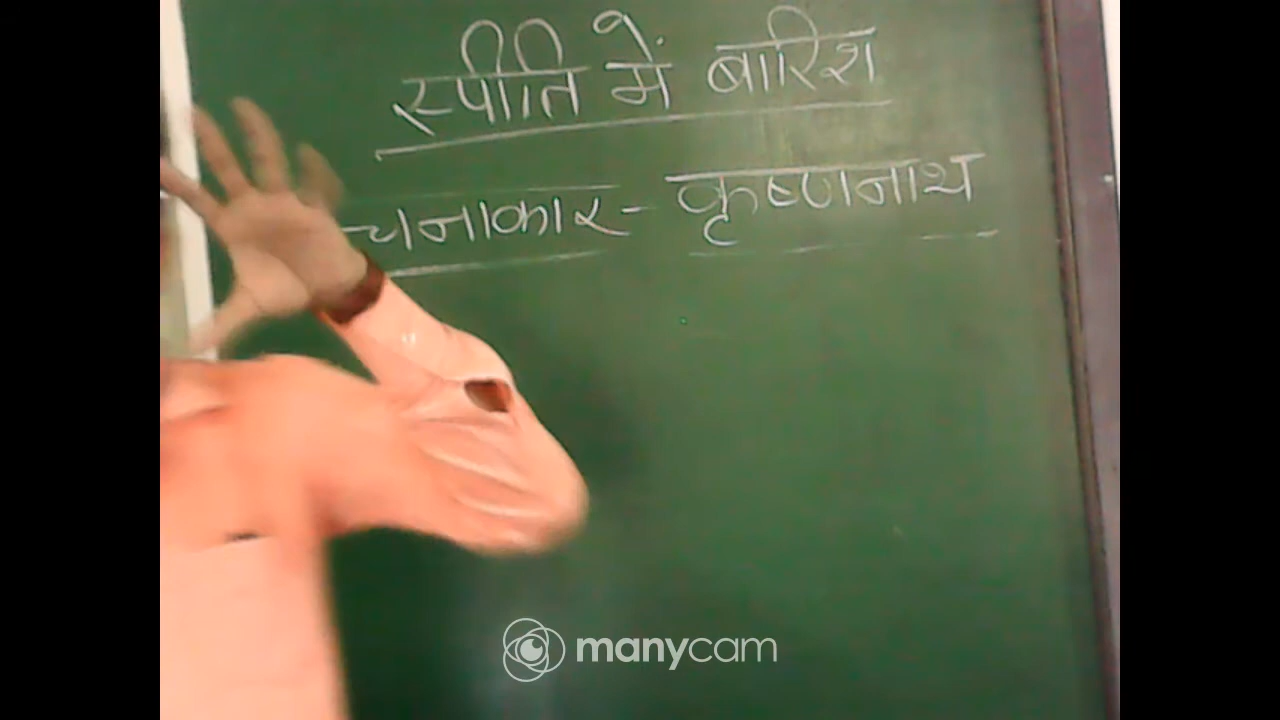 स्पीति में बारिश
चनाकार - कृष्णनाथ
manycam